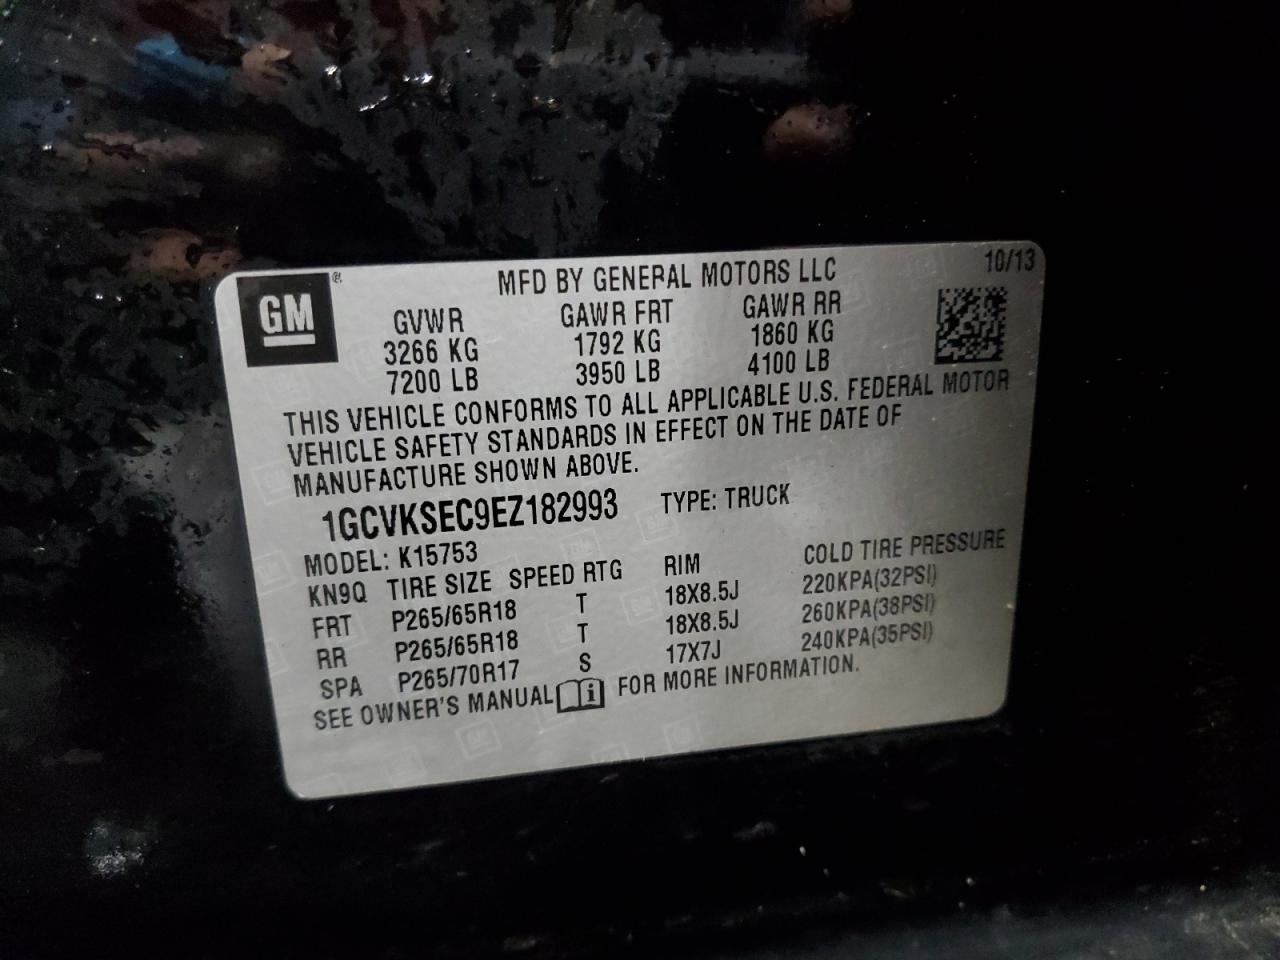 GM®
MFD BY GENERAL MOTORS LLC 10/13
GVWR GAWR FRT GAWR RR
3266 KG 1792 KG 1860 KG
7200 LB 3950 LB 4100 LB
THIS VEHICLE CONFORMS TO ALL APPLICABLE U.S. FEDERAL MOTOR
VEHICLE SAFETY STANDARDS IN EFFECT ON THE DATE OF
MANUFACTURE SHOWN ABOVE.
1GCVKSEC9EZ182993 TYPE: TRUCK
MODEL: K15753
KN9Q TIRE SIZE SPEED RTG RIM COLD TIRE PRESSURE
FRT P265/65R18 T 18X8.5J 220KPA(32PSI)
RR P265/65R18 T 18X8.5J 260KPA(38PSI)
SPA P265/70R17 S 17X7J 240KPA(35PSI)
SEE OWNER'S MANUAL FOR MORE INFORMATION.